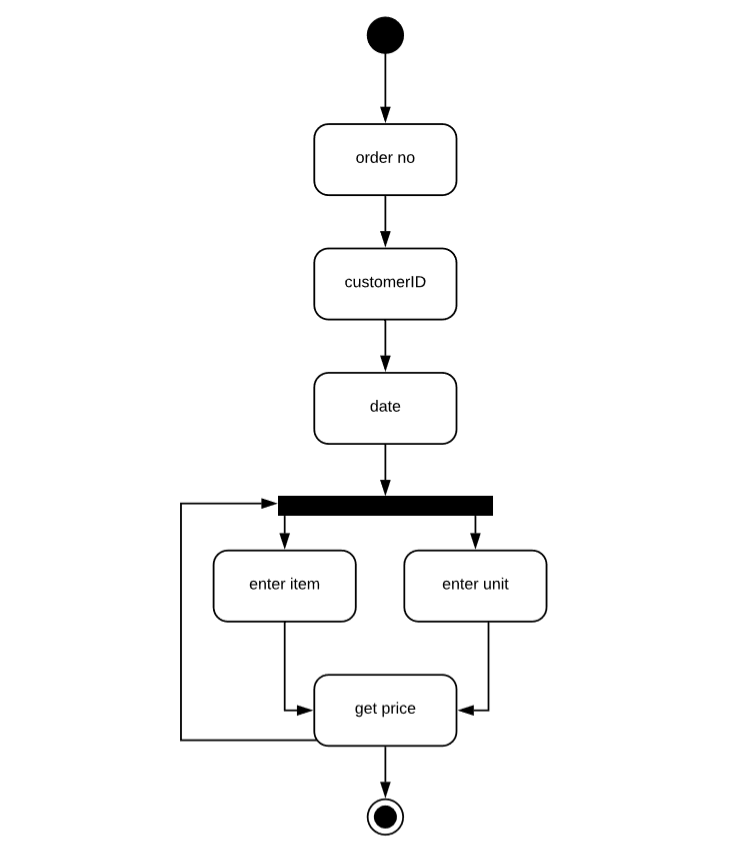 order no
customerID
date
enter item
enter unit
get price